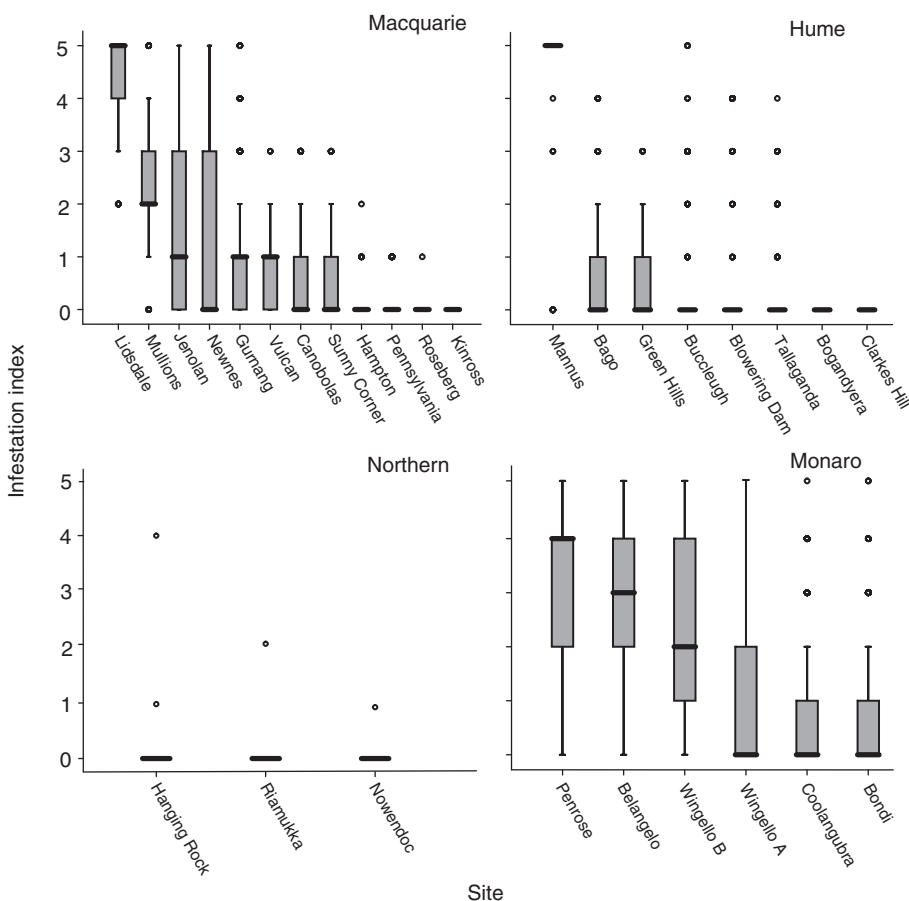 Macquarie
Hume
5
4
3
2
1
0
Lidsdale
Mullions
Jenolan
Newnes
Gurnang
Vulcan
Canobolas
Sunny Corner
Hampton
Pennsylvania
Roseberg
Kinross
Mannus
Bago
Green Hills
Buccleugh
Blowering Dam
Tallaganda
Bogandyera
Clarkes Hill
Infestation index
Northern
Monaro
5
4
3
2
1
0
Hanging Rock
Riamukka
Nowendoc
Penrose
Belangelo
Wingello B
Wingello A
Coolangubra
Bondi
Site